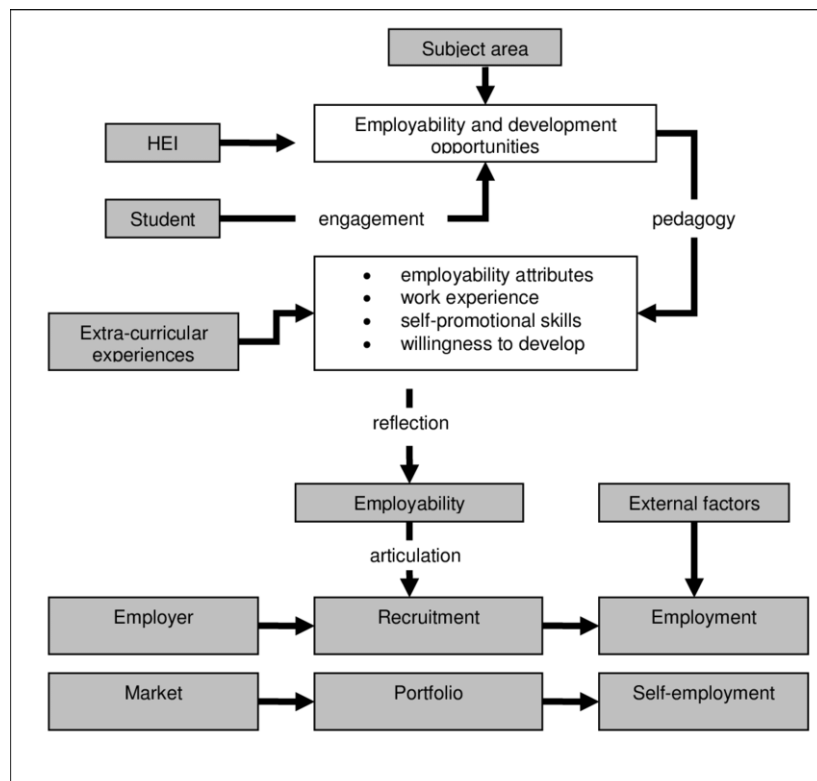 Subject area
Employability and development
opportunities
HEI
Student
engagement
pedagogy
• employability attributes
• work experience
• self-promotional skills
• willingness to develop
Extra-curricular
experiences
reflection
Employability
External factors
articulation
Employer
Recruitment
Employment
Market
Portfolio
Self-employment